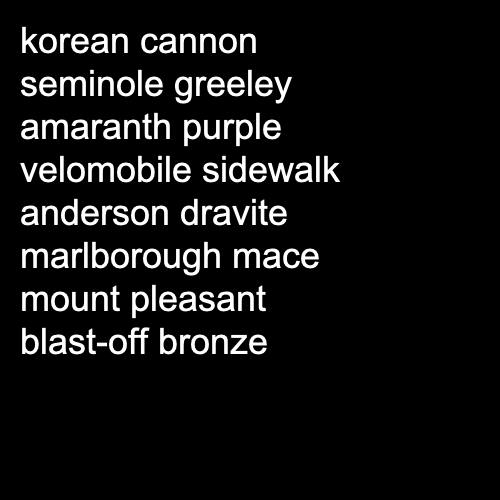 korean cannon
seminole greeley
amaranth purple
velomobile sidewalk
anderson dravite
marlborough mace
mount pleasant
blast-off bronze